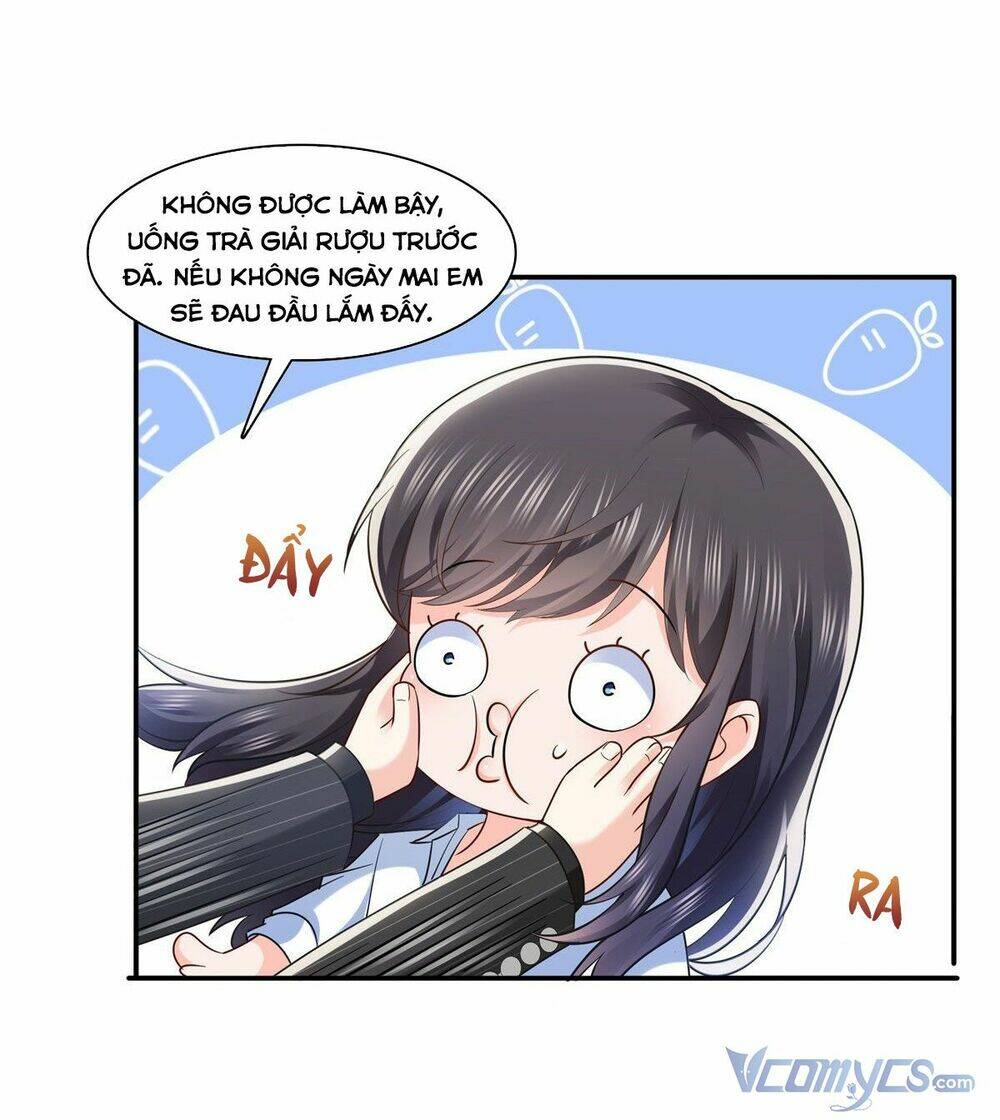 KHÔNG ĐƯỢC LÀM BẬY,
UỐNG TRÀ GIẢI RƯỢU TRƯỚC
ĐÃ. NẾU KHÔNG NGÀY MAI EM
SẼ ĐAU ĐẦU LẮM ĐẤY.
ĐẨY
RA
VCOMYCS.COM